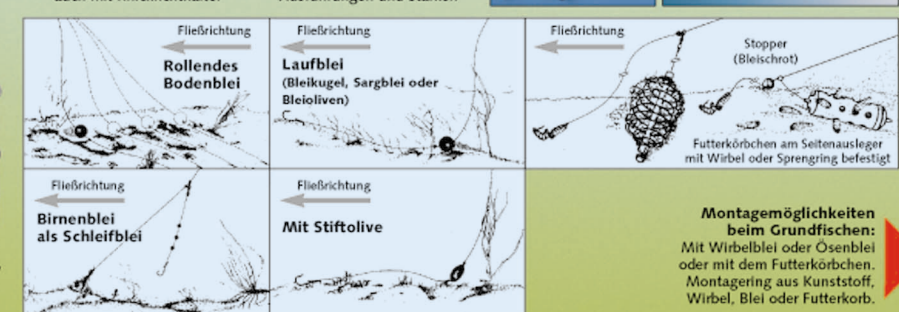 Fließrichtung
Rollendes
Bodenblei
Fließrichtung
Laufblei
(Bleikugel, Sargblei oder
Bleioliven)
Fließrichtung
Stopper
(Bleischrot)
Futterkörbchen am Seitenausleger
mit Wirbel oder Sprengring befestigt
Fließrichtung
Birnenblei
als Schleifblei
Fließrichtung
Mit Stiftolive
Montagemöglichkeiten
beim Grundfischen:
Mit Wirbelblei oder Ösenblei
oder mit dem Futterkörbchen.
Montagering aus Kunststoff,
Wirbel, Blei oder Futterkorb.